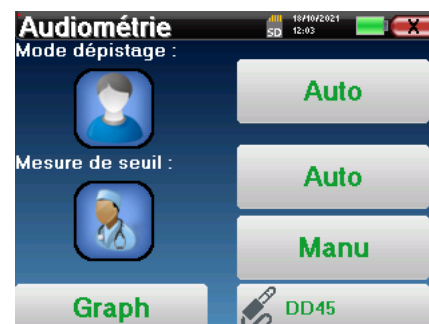 Audiométrie
SD
18/10/2021
12:03
X
Mode dépistage :
Auto
Mesure de seuil :
Auto
Manu
Graph
DD45